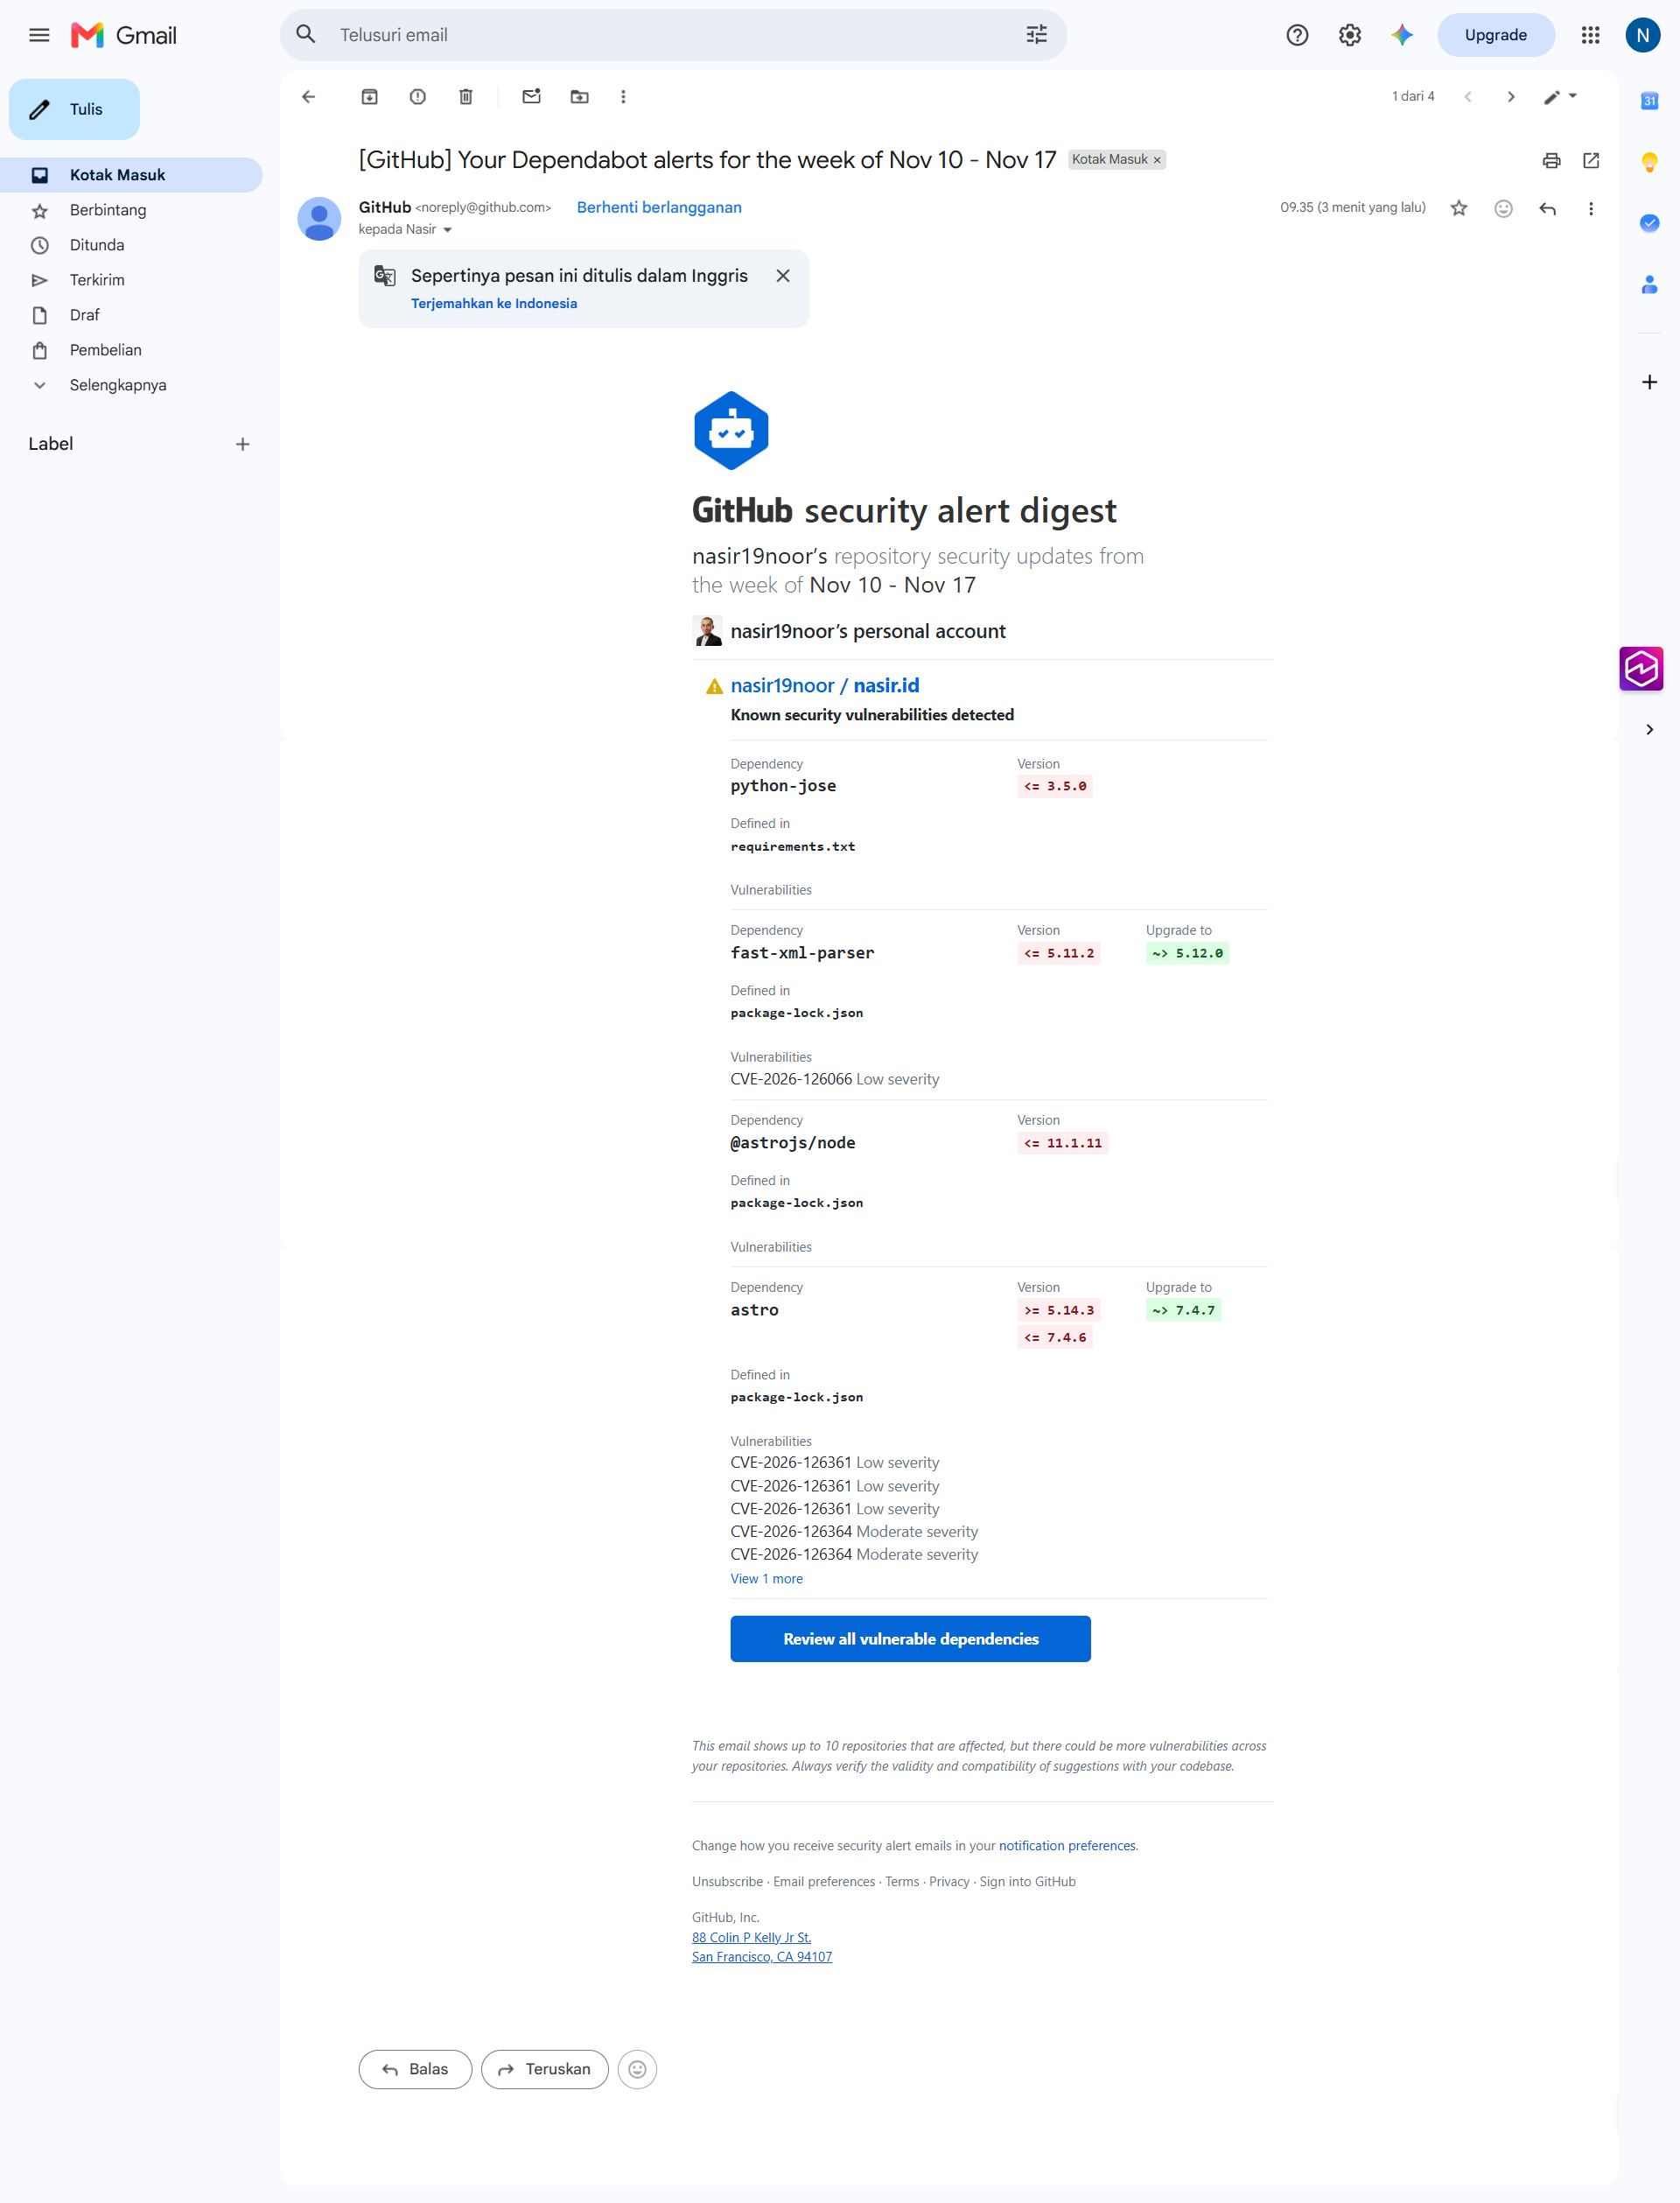 Gmail
Telusuri email
Upgrade
N
Tulis
Kotak Masuk
Berbintang
Ditunda
Terkirim
Draf
Pembelian
Selengkapnya
Label
1 dari 4
31
[GitHub] Your Dependabot alerts for the week of Nov 10 - Nov 17 Kotak Masuk ×
GitHub <noreply@github.com> Berhenti berlangganan 09.35 (3 menit yang lalu)
kepada Nasir
Sepertinya pesan ini ditulis dalam Inggris
Terjemahkan ke Indonesia
GitHub security alert digest
nasir19noor’s repository security updates from
the week of Nov 10 - Nov 17
nasir19noor’s personal account
nasir19noor / nasir.id
Known security vulnerabilities detected
Dependency Version
python-jose <= 3.5.0
Defined in
requirements.txt
Vulnerabilities
Dependency Version Upgrade to
fast-xml-parser <= 5.11.2 ~> 5.12.0
Defined in
package-lock.json
Vulnerabilities
CVE-2026-126066 Low severity
Dependency Version
@astrojs/node <= 11.1.11
Defined in
package-lock.json
Vulnerabilities
Dependency Version Upgrade to
astro >= 5.14.3 ~> 7.4.7
<= 7.4.6
Defined in
package-lock.json
Vulnerabilities
CVE-2026-126361 Low severity
CVE-2026-126361 Low severity
CVE-2026-126361 Low severity
CVE-2026-126364 Moderate severity
CVE-2026-126364 Moderate severity
View 1 more
Review all vulnerable dependencies
This email shows up to 10 repositories that are affected, but there could be more vulnerabilities across
your repositories. Always verify the validity and compatibility of suggestions with your codebase.
Change how you receive security alert emails in your notification preferences.
Unsubscribe · Email preferences · Terms · Privacy · Sign into GitHub
GitHub, Inc.
88 Colin P Kelly Jr St.
San Francisco, CA 94107
Balas
Teruskan